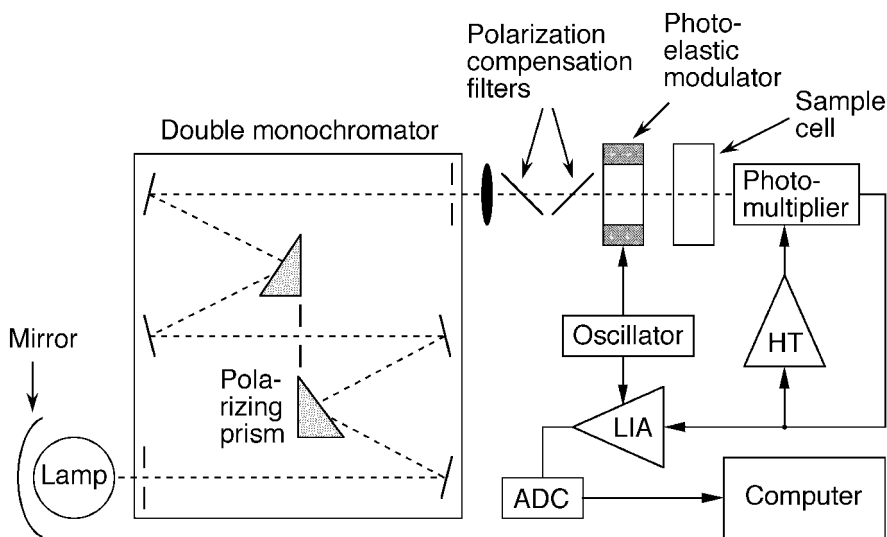 Polarization
compensation
filters
Photo-
elastic
modulator
Sample
cell
Double monochromator
Photo-
multiplier
Mirror
Oscillator
HT
Pola-
rizing
prism
LIA
Lamp
ADC
Computer